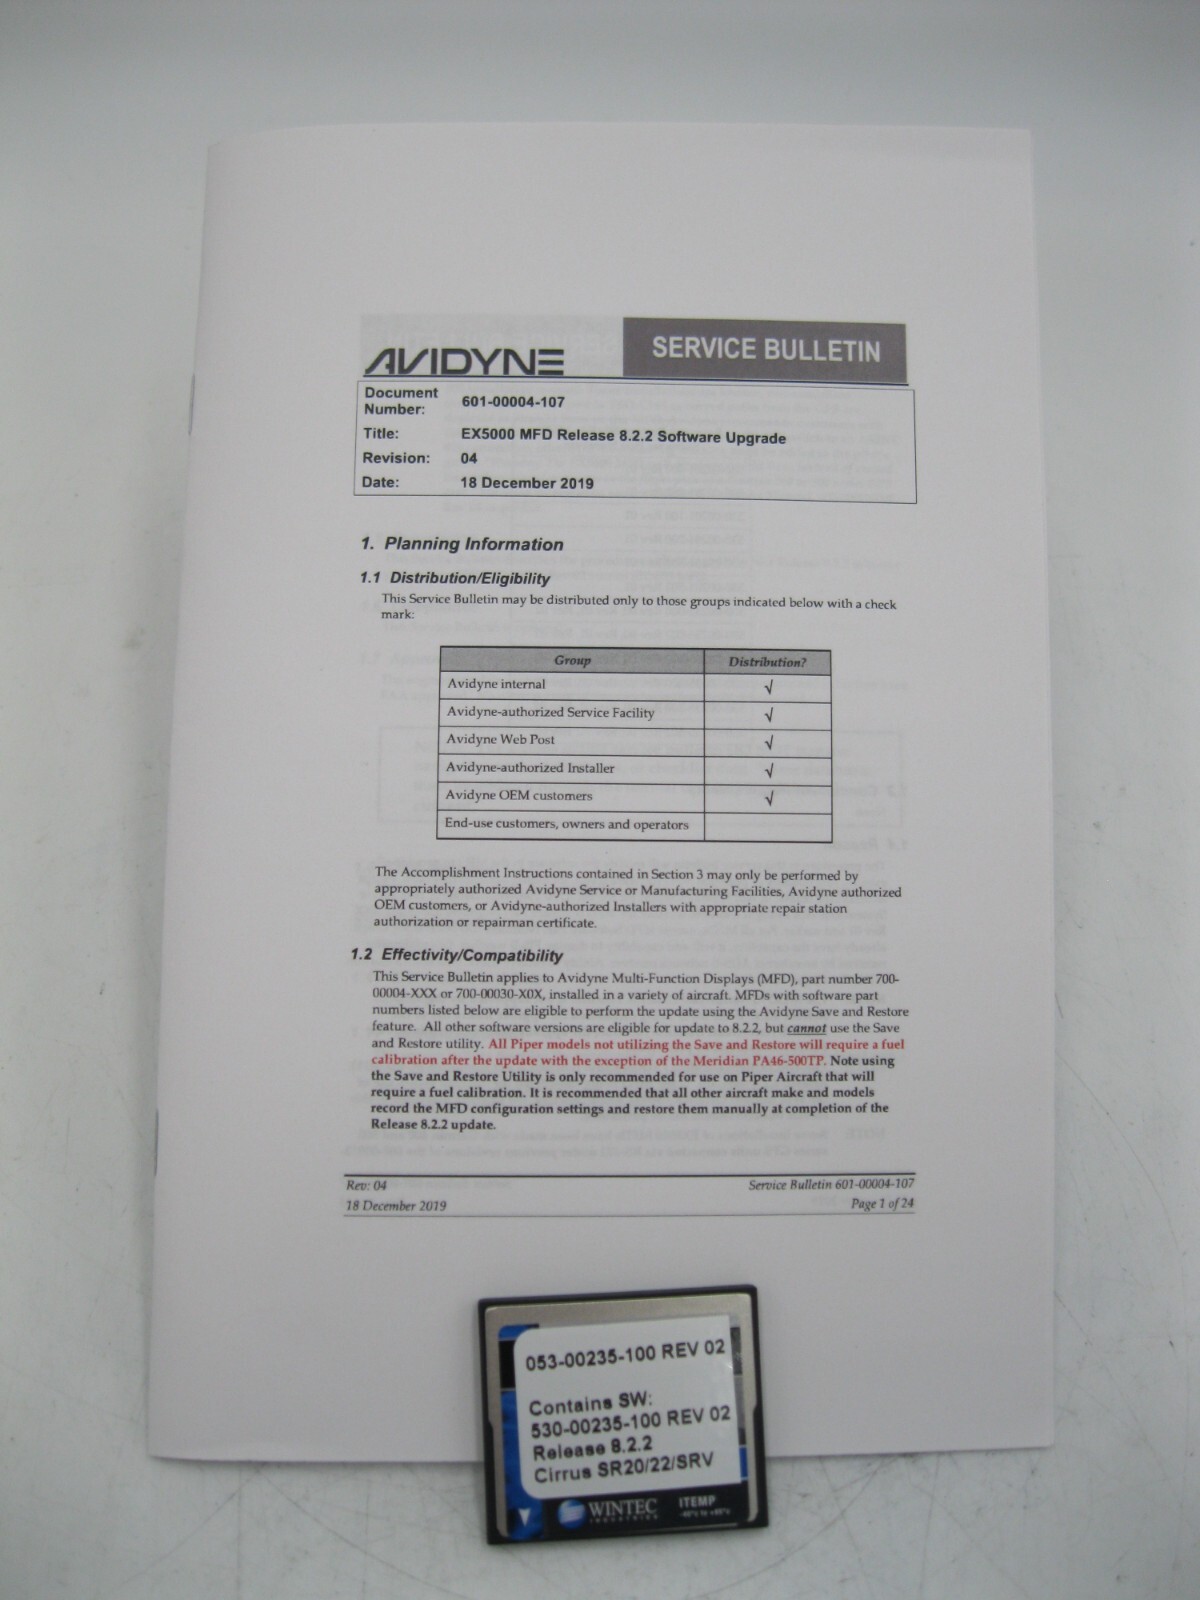 AVIDYNE
SERVICE BULLETIN
Document Number: 601-00004-107
Title: EX5000 MFD Release 8.2.2 Software Upgrade
Revision: 04
Date: 18 December 2019
1. Planning Information
1.1 Distribution/Eligibility
This Service Bulletin may be distributed only to those groups indicated below with a check
mark:
Group Distribution?
Avidyne internal √
Avidyne-authorized Service Facility √
Avidyne Web Post √
Avidyne-authorized Installer √
Avidyne OEM customers √
End-use customers, owners and operators
The Accomplishment Instructions contained in Section 3 may only be performed by
appropriately authorized Avidyne Service or Manufacturing Facilities, Avidyne authorized
OEM customers, or Avidyne-authorized Installers with appropriate repair station
authorization or repairman certificate.
1.2 Effectivity/Compatibility
This Service Bulletin applies to Avidyne Multi-Function Displays (MFD), part number 700-
00004-XXX or 700-00030-X0X, installed in a variety of aircraft. MFDs with software part
numbers listed below are eligible to perform the update using the Avidyne Save and Restore
feature. All other software versions are eligible for update to 8.2.2, but cannot use the Save
and Restore utility. All Piper models not utilizing the Save and Restore will require a fuel
calibration after the update with the exception of the Meridian PA46-500TP. Note using
the Save and Restore Utility is only recommended for use on Piper Aircraft that will
require a fuel calibration. It is recommended that all other aircraft make and models
record the MFD configuration settings and restore them manually at completion of the
Release 8.2.2 update.
Rev: 04 Service Bulletin 601-00004-107
18 December 2019 Page 1 of 24
053-00235-100 REV 02
Contains SW:
530-00235-100 REV 02
Release 8.2.2
Cirrus SR20/22/SRV
WINTEC ITEMP
INDUSTRIES